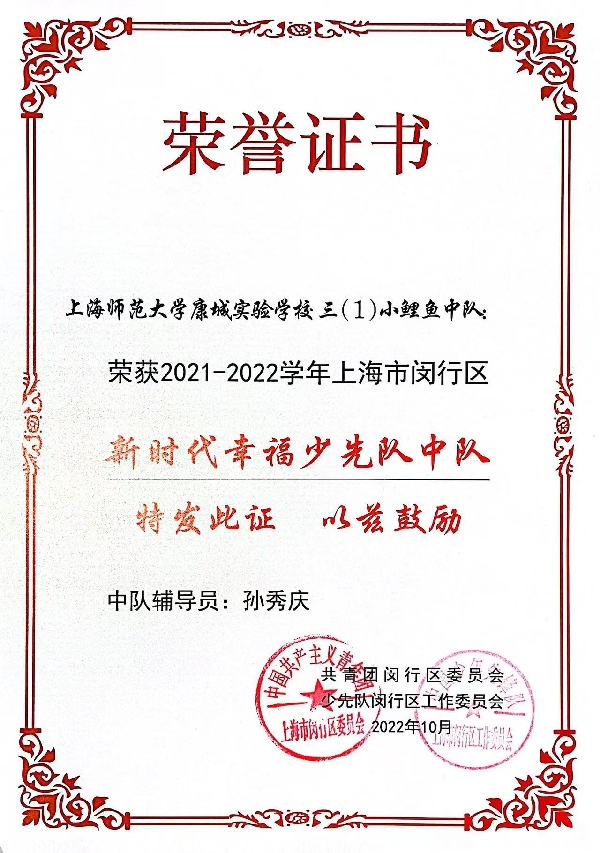 荣誉证书
上海师范大学康城实验学校三(1)小鲤鱼中队:
荣获2021-2022学年上海市闵行区
新时代幸福少先队中队
特发此证 以兹鼓励
中队辅导员：孙秀庆
共青团闵行区委员会
少先队闵行区工作委员会
2022年10月
中国共产主义青年团
上海市闵行区委员会
上海市闵行区工作委员会